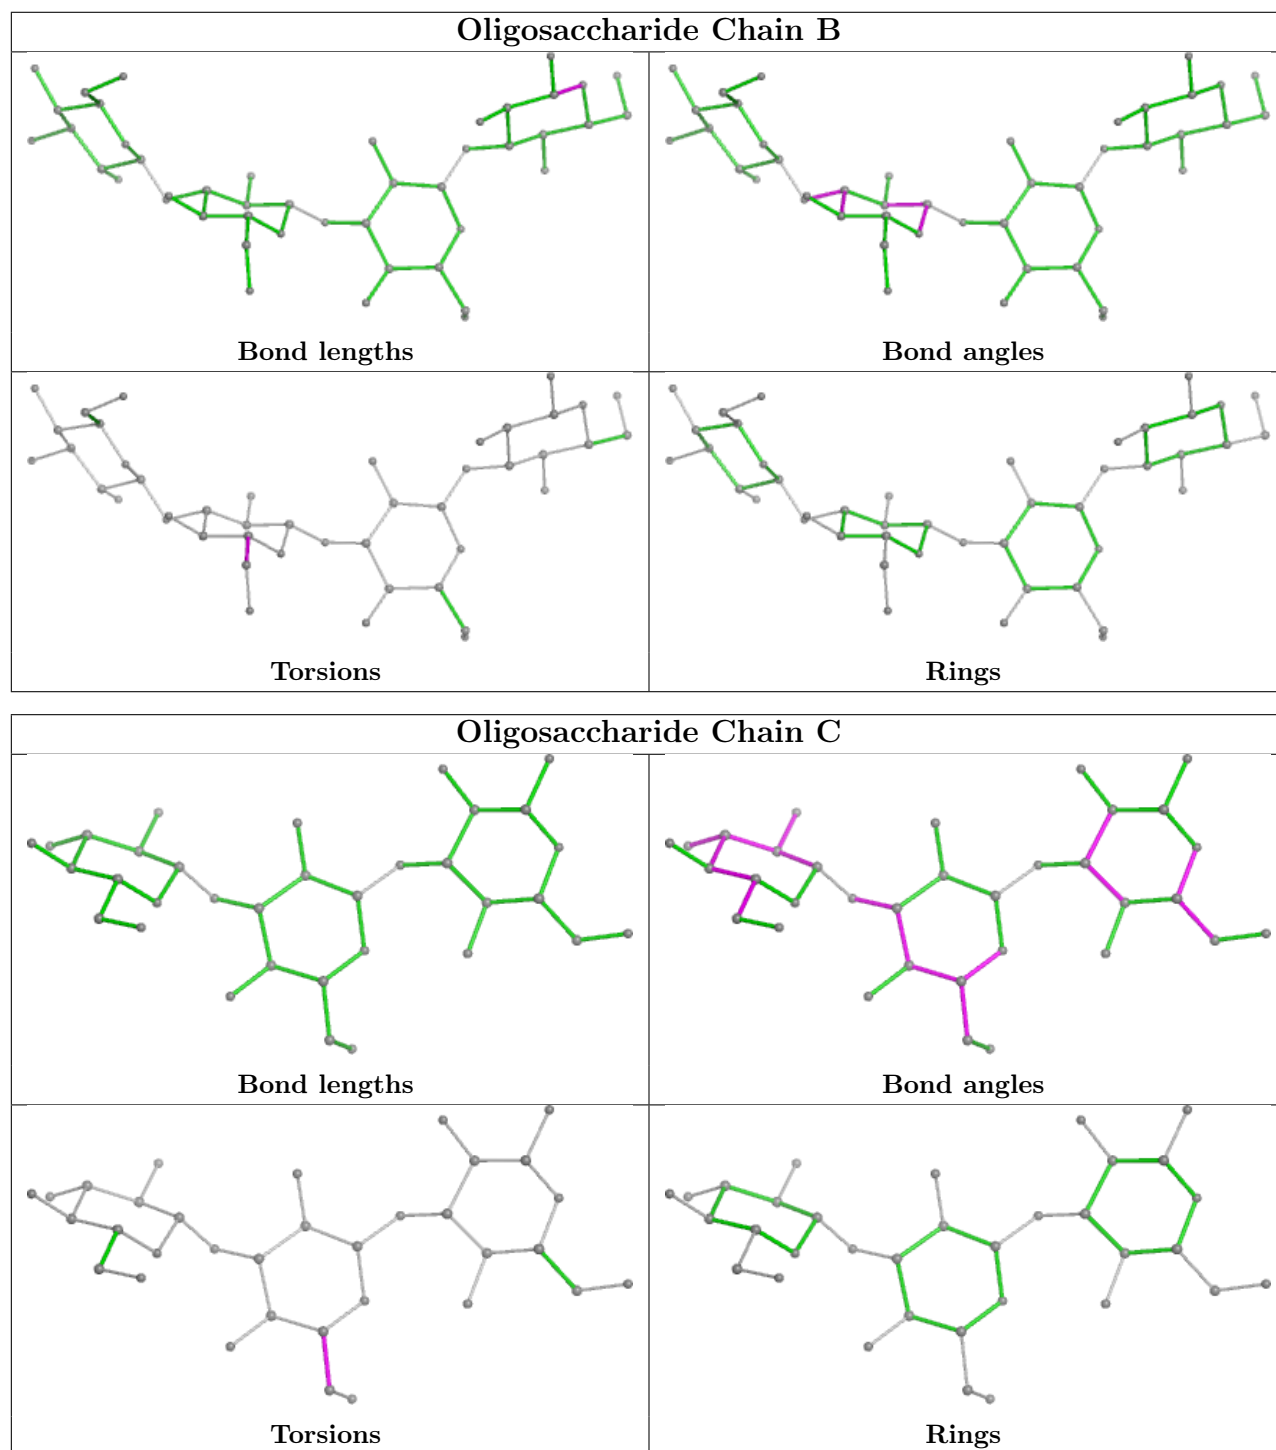 Oligosaccharide Chain B
Bond lengths
Bond angles
Torsions
Rings
Oligosaccharide Chain C
Bond lengths
Bond angles
Torsions
Rings